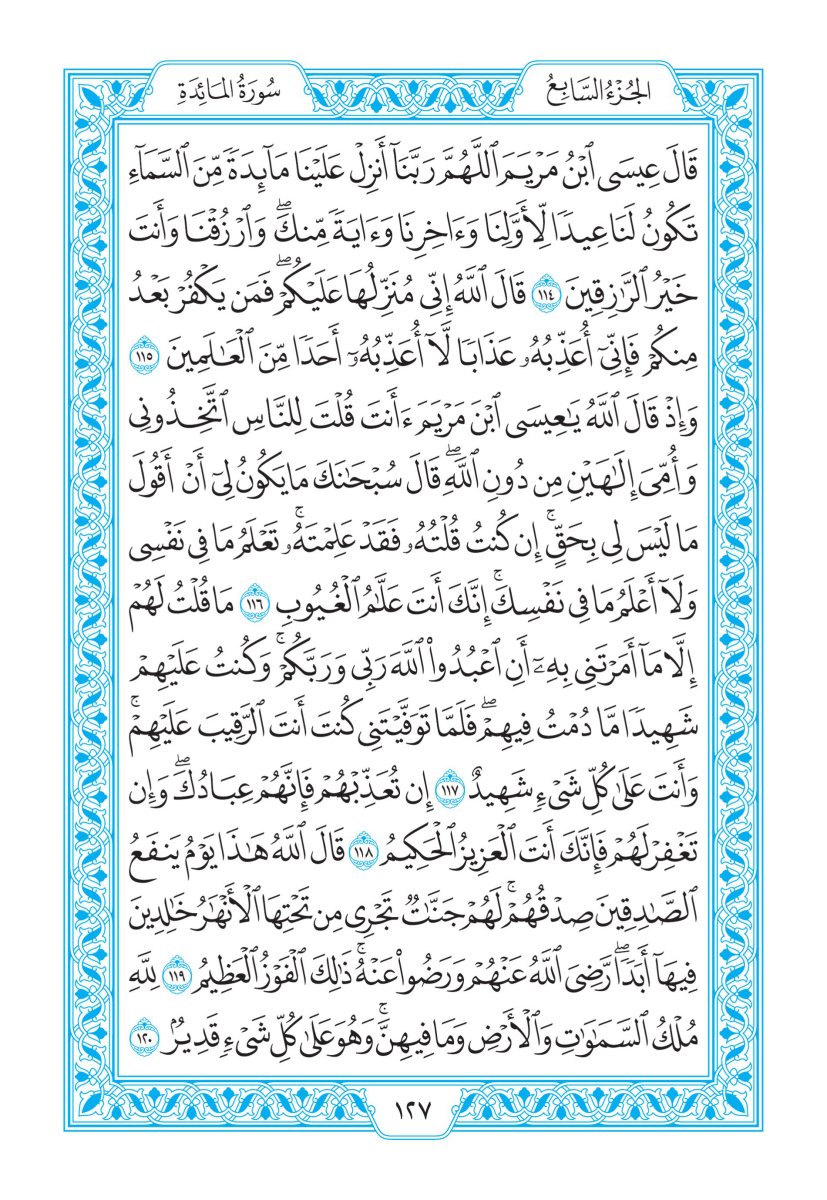 الجُزْءُ السَّابِعُ
سُورَةُ المَائِدَةِ
قَالَ عِيسَى ٱبْنُ مَرْيَمَ ٱللَّهُمَّ رَبَّنَآ أَنزِلْ عَلَيْنَا مَآئِدَةً مِّنَ ٱلسَّمَآءِ
تَكُونُ لَنَا عِيدًا لِّأَوَّلِنَا وَءَاخِرِنَا وَءَايَةً مِّنكَۖ وَٱرْزُقْنَا وَأَنتَ
خَيْرُ ٱلرَّٰزِقِينَ ١١٤ قَالَ ٱللَّهُ إِنِّي مُنَزِّلُهَا عَلَيْكُمْۖ فَمَن يَكْفُرْ بَعْدُ
مِنكُمْ فَإِنِّيٓ أُعَذِّبُهُۥ عَذَابًا لَّآ أُعَذِّبُهُۥٓ أَحَدًا مِّنَ ٱلْعَٰلَمِينَ ١١٥
وَإِذْ قَالَ ٱللَّهُ يَٰعِيسَى ٱبْنَ مَرْيَمَ ءَأَنتَ قُلْتَ لِلنَّاسِ ٱتَّخِذُونِي
وَأُمِّيَ إِلَٰهَيْنِ مِن دُونِ ٱللَّهِۖ قَالَ سُبْحَٰنَكَ مَا يَكُونُ لِيٓ أَنْ أَقُولَ
مَا لَيْسَ لِي بِحَقٍّۚ إِن كُنتُ قُلْتُهُۥ فَقَدْ عَلِمْتَهُۥۚ تَعْلَمُ مَا فِي نَفْسِي
وَلَآ أَعْلَمُ مَا فِي نَفْسِكَۚ إِنَّكَ أَنتَ عَلَّٰمُ ٱلْغُيُوبِ ١١٦ مَا قُلْتُ لَهُمْ
إِلَّا مَآ أَمَرْتَنِي بِهِۦٓ أَنِ ٱعْبُدُوا۟ ٱللَّهَ رَبِّي وَرَبَّكُمْۚ وَكُنتُ عَلَيْهِمْ
شَهِيدًا مَّا دُمْتُ فِيهِمْۖ فَلَمَّا تَوَفَّيْتَنِي كُنتَ أَنتَ ٱلرَّقِيبَ عَلَيْهِمْۚ
وَأَنتَ عَلَىٰ كُلِّ شَيْءٍ شَهِيدٌ ١١٧ إِن تُعَذِّبْهُمْ فَإِنَّهُمْ عِبَادُكَۖ وَإِن
تَغْفِرْ لَهُمْ فَإِنَّكَ أَنتَ ٱلْعَزِيزُ ٱلْحَكِيمُ ١١٨ قَالَ ٱللَّهُ هَٰذَا يَوْمُ يَنفَعُ
ٱلصَّٰدِقِينَ صِدْقُهُمْۚ لَهُمْ جَنَّٰتٌ تَجْرِي مِن تَحْتِهَا ٱلْأَنْهَٰرُ خَٰلِدِينَ
فِيهَآ أَبَدًاۖ رَّضِيَ ٱللَّهُ عَنْهُمْ وَرَضُوا۟ عَنْهُۚ ذَٰلِكَ ٱلْفَوْزُ ٱلْعَظِيمُ ١١٩ لِلَّهِ
مُلْكُ ٱلسَّمَٰوَٰتِ وَٱلْأَرْضِ وَمَا فِيهِنَّۚ وَهُوَ عَلَىٰ كُلِّ شَيْءٍ قَدِيرٌۢ ١٢٠
١٢٧